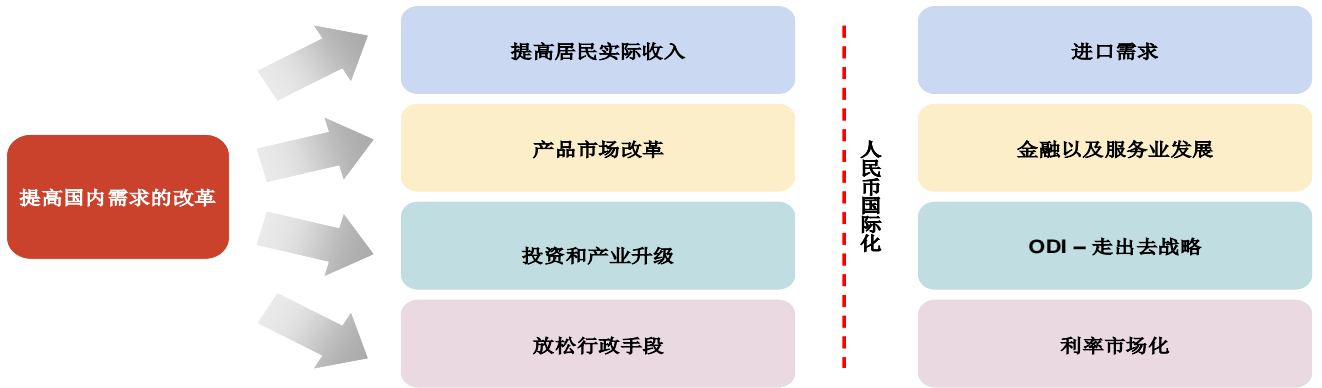 提高国内需求的改革
提高居民实际收入
产品市场改革
投资和产业升级
放松行政手段
人民币国际化
进口需求
金融以及服务业发展
ODI – 走出去战略
利率市场化